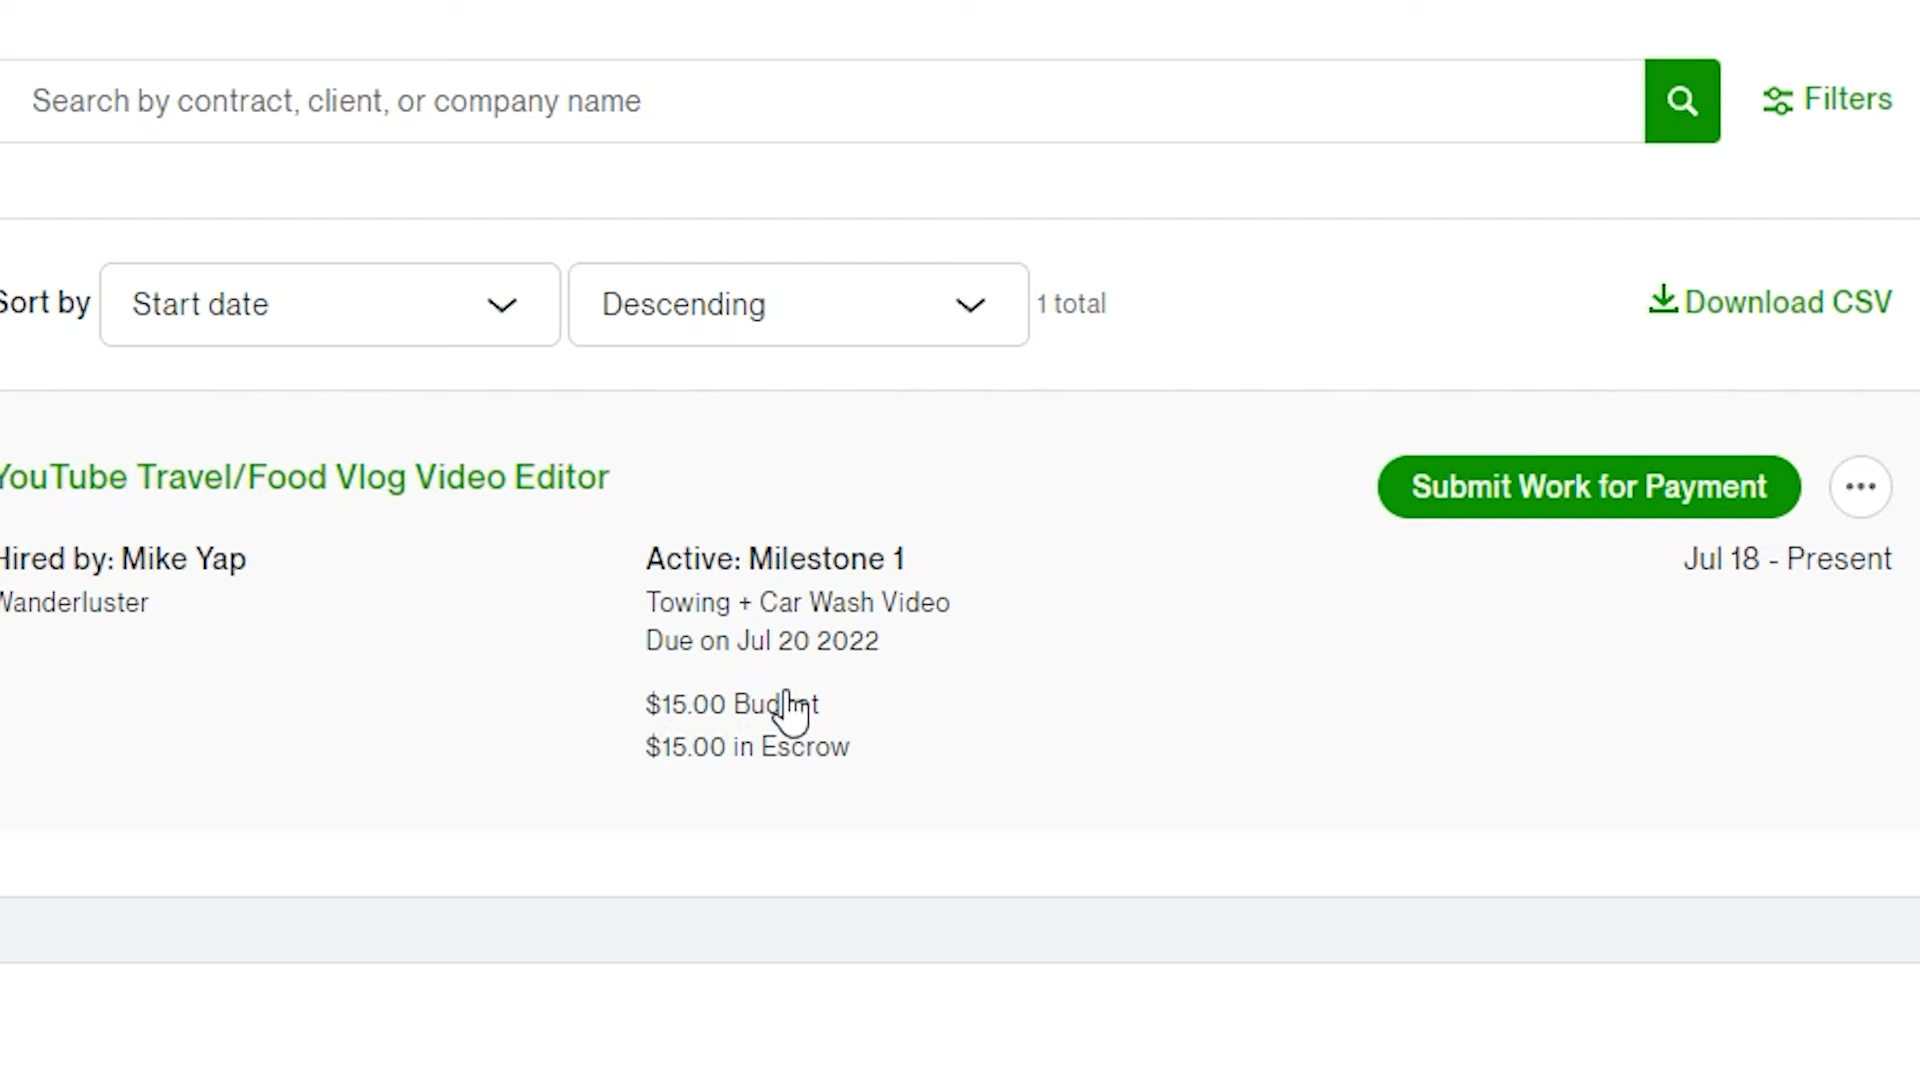 Search by contract, client, or company name
Filters
Sort by
Start date
Descending
1 total
Download CSV
YouTube Travel/Food Vlog Video Editor
Submit Work for Payment
Hired by: Mike Yap
Active: Milestone 1
Jul 18 - Present
Wanderluster
Towing + Car Wash Video
Due on Jul 20 2022
$15.00 Budget
$15.00 in Escrow